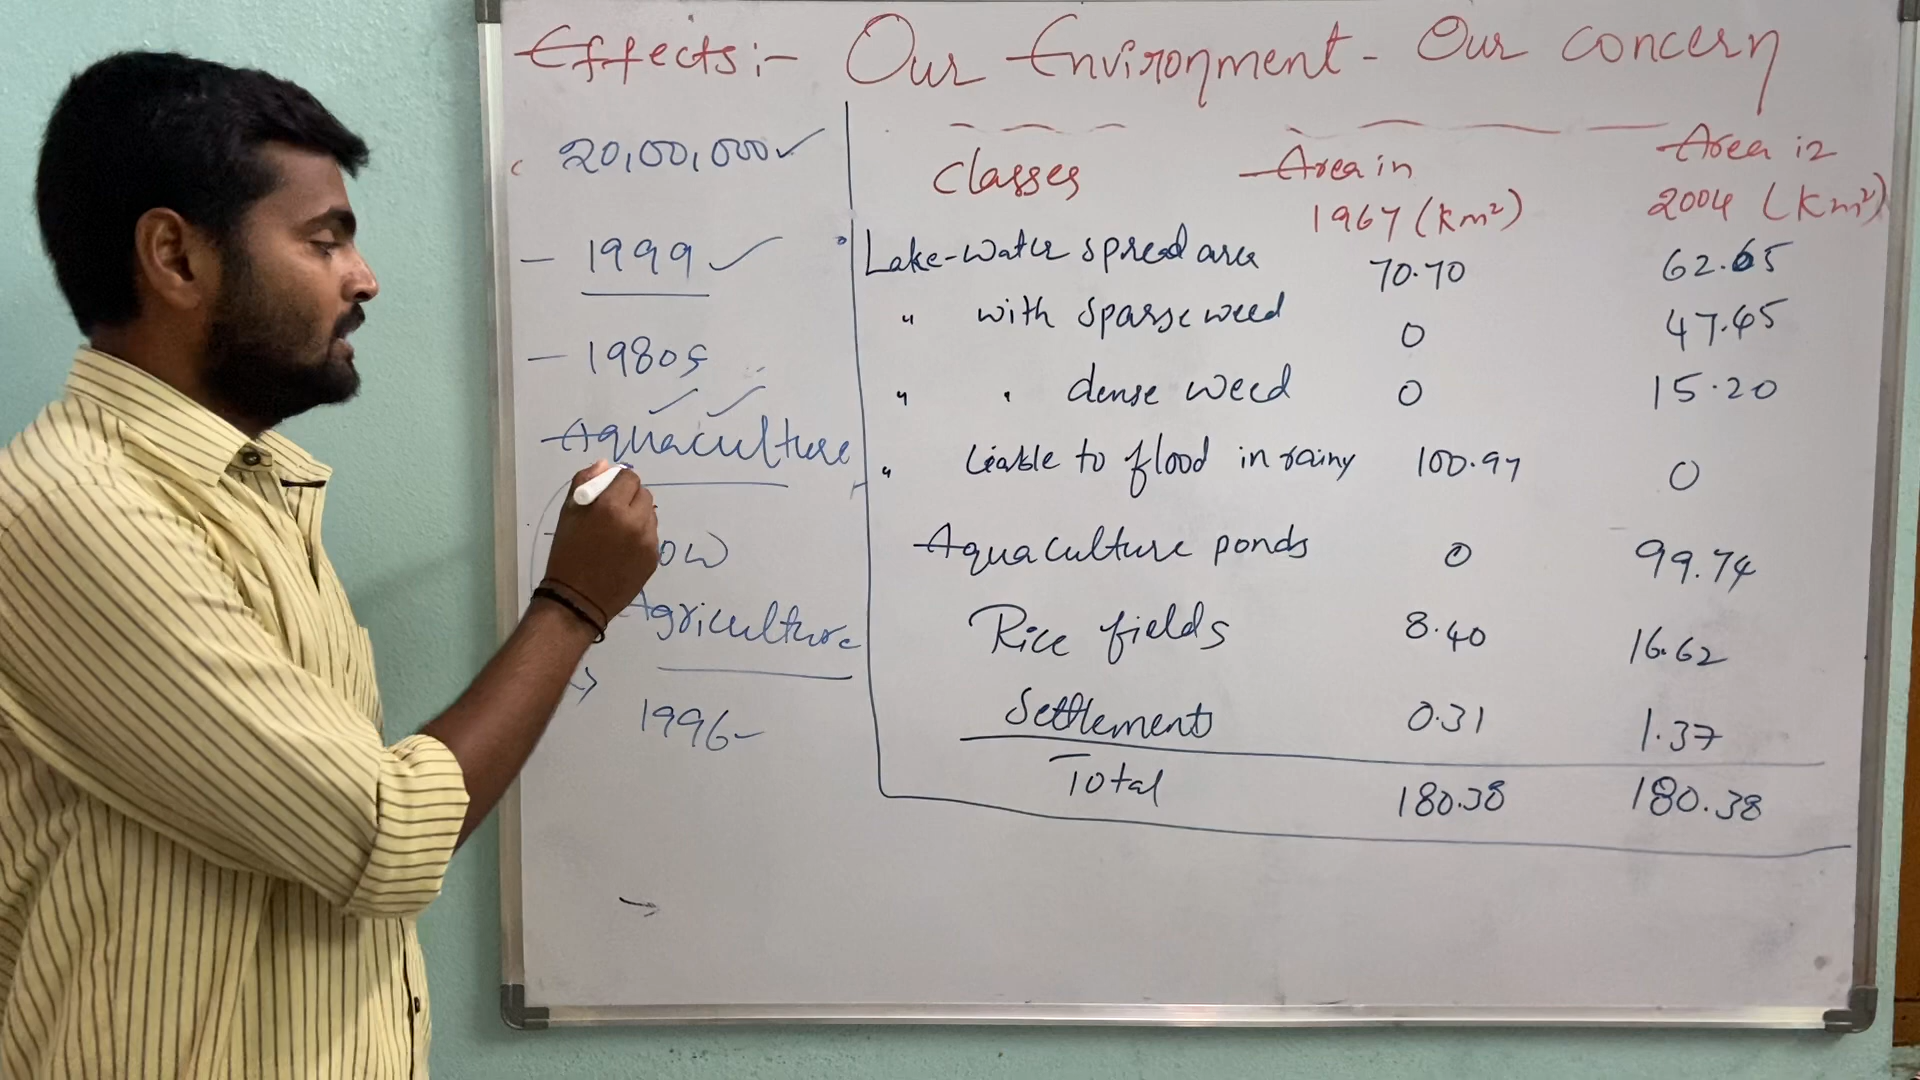 Effects:- Our Environment - Our concern
20,00,000
- 1999
- 1980s
Aquaculture
Agriculture
1996-
Classes Area in 1967 (km²) Area in 2004 (km²)
Lake-water spread area 70.70 62.65
" with sparse weed 0 47.45
" " dense weed 0 15.20
" Liable to flood in rainy 100.97 0
Aquaculture ponds 0 99.74
Rice fields 8.40 16.62
Settlements 0.31 1.37
Total 180.38 180.38